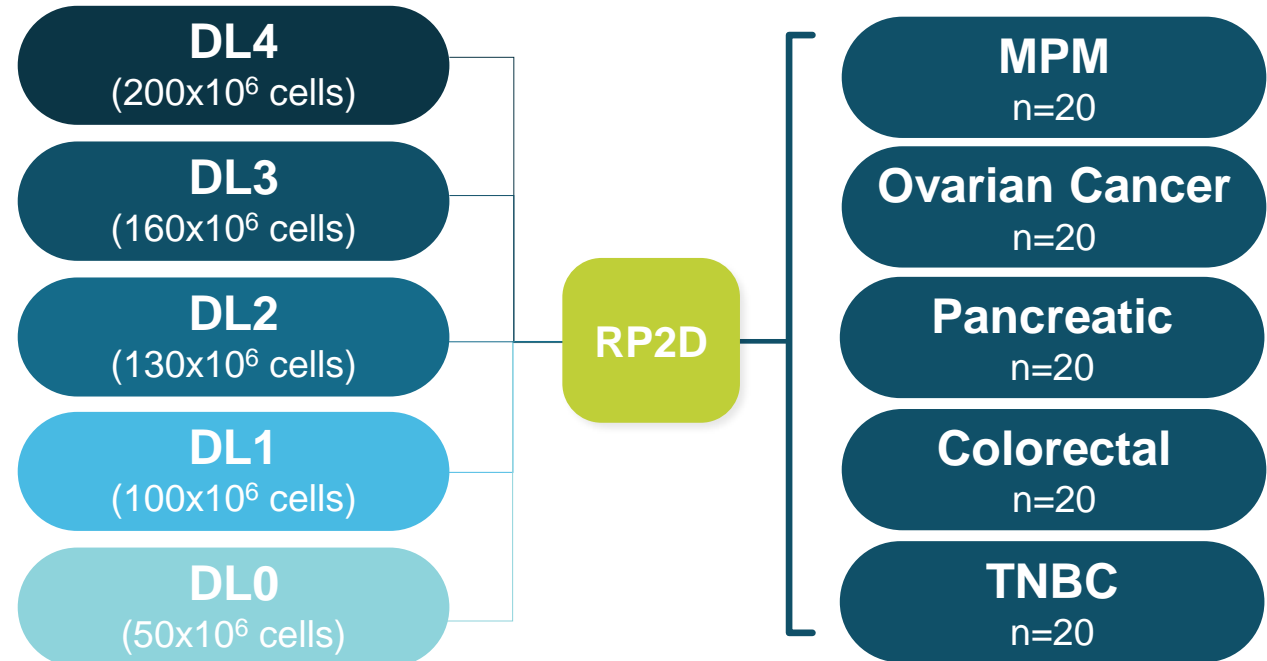 DL4
(200x10⁶ cells)
DL3
(160x10⁶ cells)
DL2
(130x10⁶ cells)
DL1
(100x10⁶ cells)
DL0
(50x10⁶ cells)
RP2D
MPM
n=20
Ovarian Cancer
n=20
Pancreatic
n=20
Colorectal
n=20
TNBC
n=20